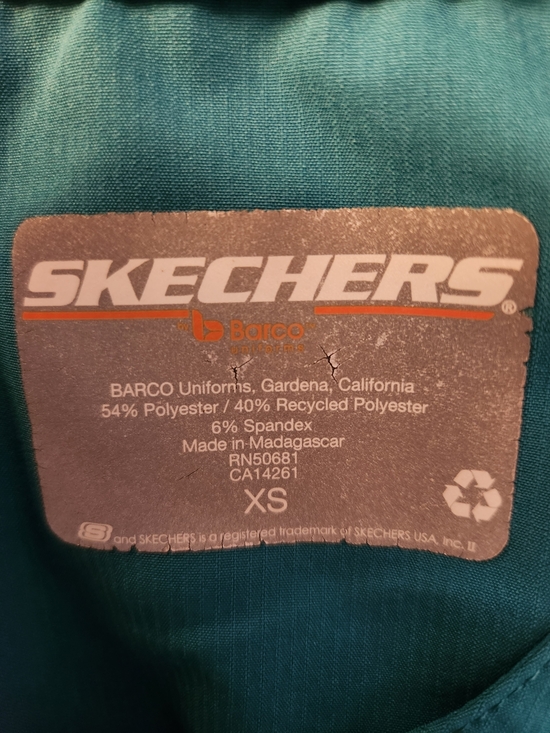 SKECHERS®
b Barco
BARCO Uniforms, Gardena, California
54% Polyester / 40% Recycled Polyester
6% Spandex
Made in Madagascar
RN50681
CA14261
XS
and SKECHERS is a registered trademark of SKECHERS USA, Inc. II